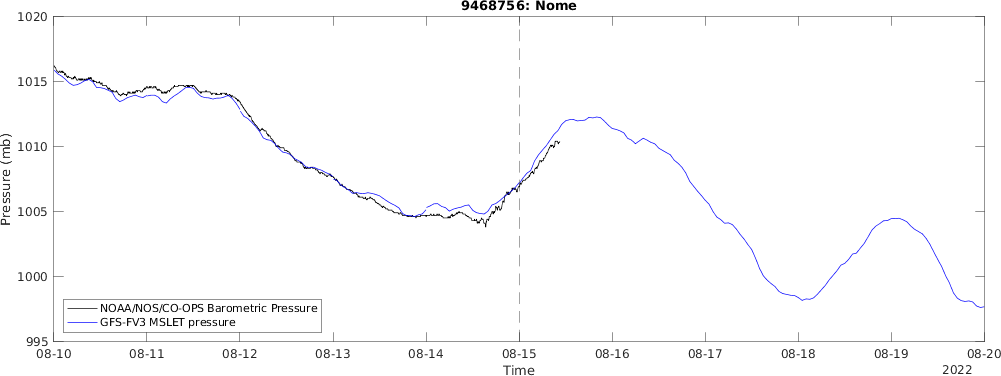 9468756: Nome
1020
1015
1010
1005
1000
995
Pressure (mb)
NOAA/NOS/CO-OPS Barometric Pressure
GFS-FV3 MSLET pressure
08-10 08-11 08-12 08-13 08-14 08-15 08-16 08-17 08-18 08-19 08-20
Time
2022